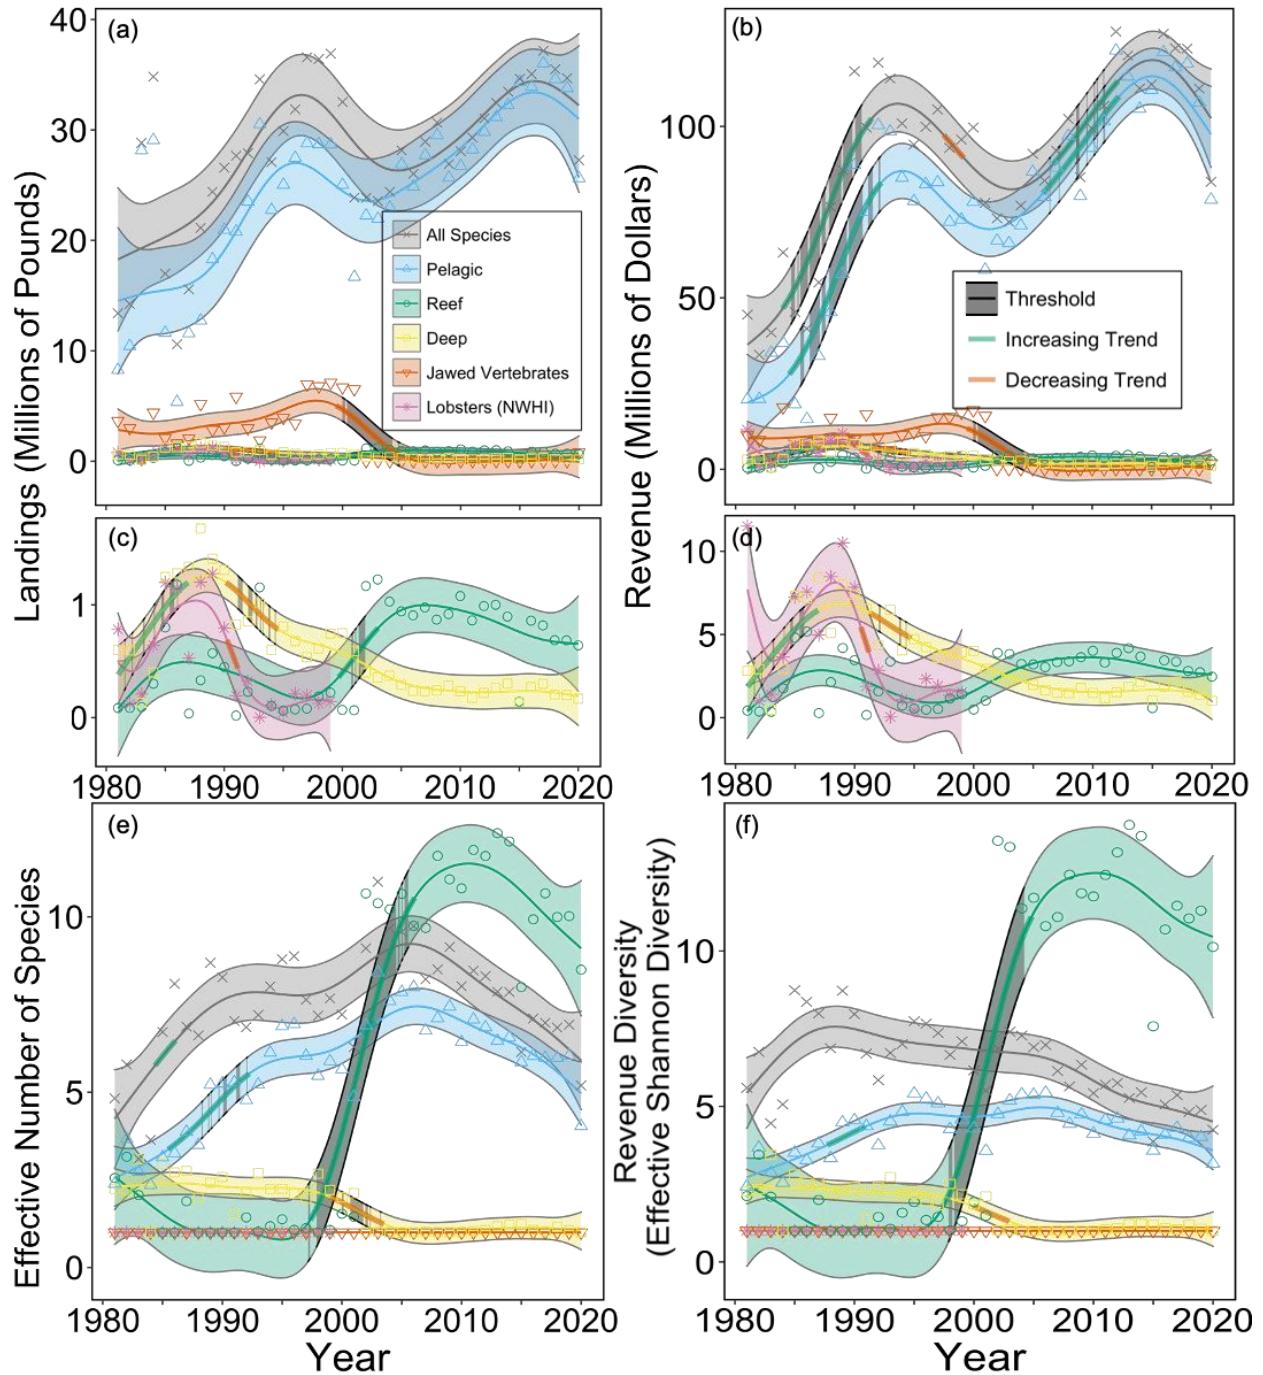 (a)
40
30
20
10
0
Landings (Millions of Pounds)
All Species
Pelagic
Reef
Deep
Jawed Vertebrates
Lobsters (NWHI)
(b)
100
50
0
Revenue (Millions of Dollars)
Threshold
Increasing Trend
Decreasing Trend
(c)
1
0
1980 1990 2000 2010 2020
(d)
10
5
0
1980 1990 2000 2010 2020
(e)
10
5
0
Effective Number of Species
1980 1990 2000 2010 2020
Year
(f)
10
5
0
Revenue Diversity
(Effective Shannon Diversity)
1980 1990 2000 2010 2020
Year